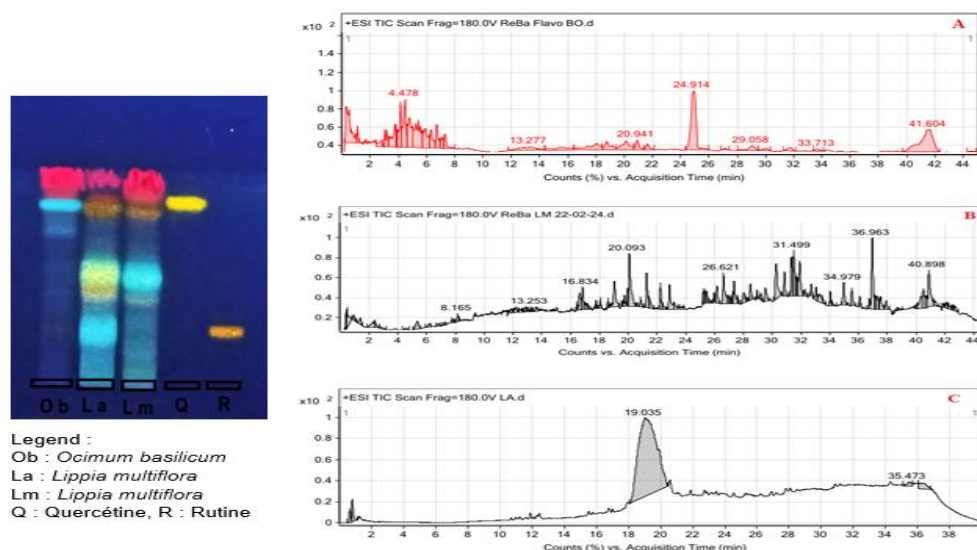 Ob La Lm Q R
Legend :
Ob : Ocimum basilicum
La : Lippia multiflora
Lm : Lippia multiflora
Q : Quercétine, R : Rutine
+ESI TIC Scan Frag=180.0V ReBa Flavo BO.d A
x10 2
1 1
1.4
1.2
1
0.8
0.6
0.4
4.478 13.277 20.941 24.914 29.058 33.713 41.604
2 4 6 8 10 12 14 16 18 20 22 24 26 28 30 32 34 36 38 40 42 44
Counts (%) vs. Acquisition Time (min)
+ESI TIC Scan Frag=180.0V ReBa LM 22-02-24.d B
x10 2
1 1
1
0.8
0.6
0.4
0.2
8.165 13.253 16.834 20.093 26.621 31.499 34.979 36.963 40.898
2 4 6 8 10 12 14 16 18 20 22 24 26 28 30 32 34 36 38 40 42 44
Counts vs. Acquisition Time (min)
+ESI TIC Scan Frag=180.0V LA.d C
x10 2
1 1
1
0.8
0.6
0.4
0.2
0
19.035 35.473
2 4 6 8 10 12 14 16 18 20 22 24 26 28 30 32 34 36 38
Counts (%) vs. Acquisition Time (min)